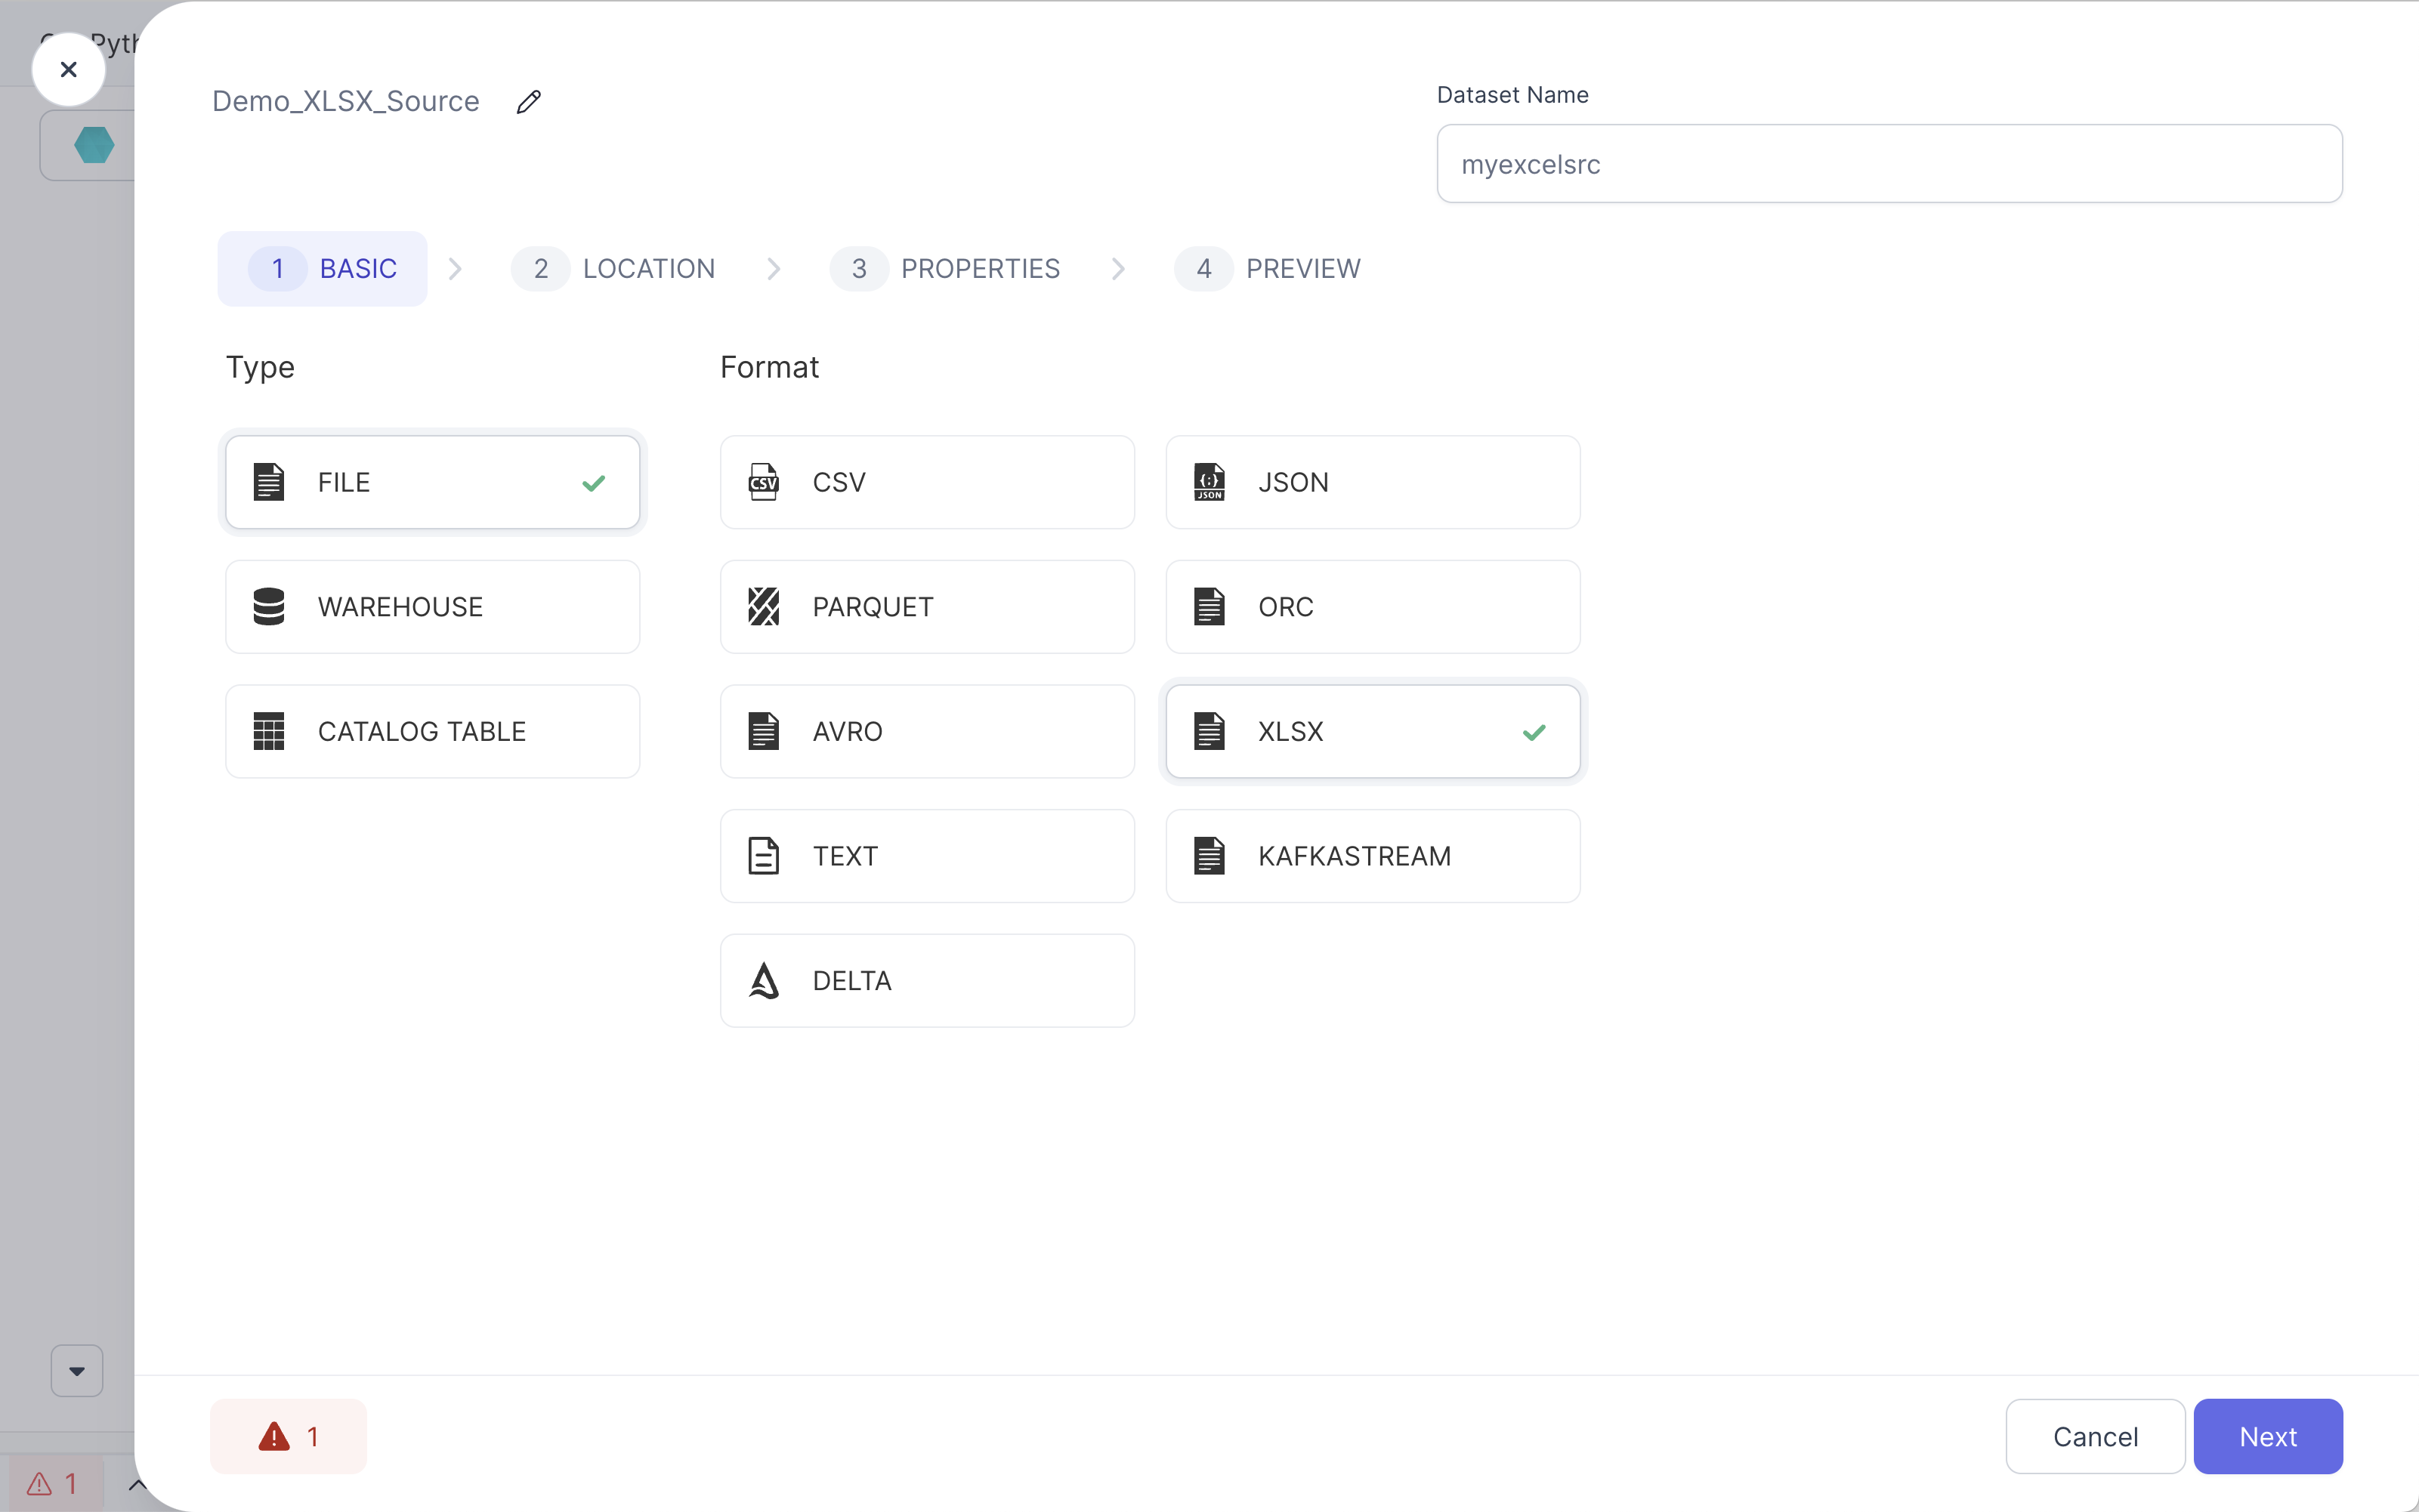 Demo_XLSX_Source
Dataset Name
myexcelsrc
1 BASIC
2 LOCATION
3 PROPERTIES
4 PREVIEW
Type
Format
FILE
CSV
JSON
WAREHOUSE
PARQUET
ORC
CATALOG TABLE
AVRO
XLSX
TEXT
KAFKASTREAM
DELTA
1
Cancel
Next
1